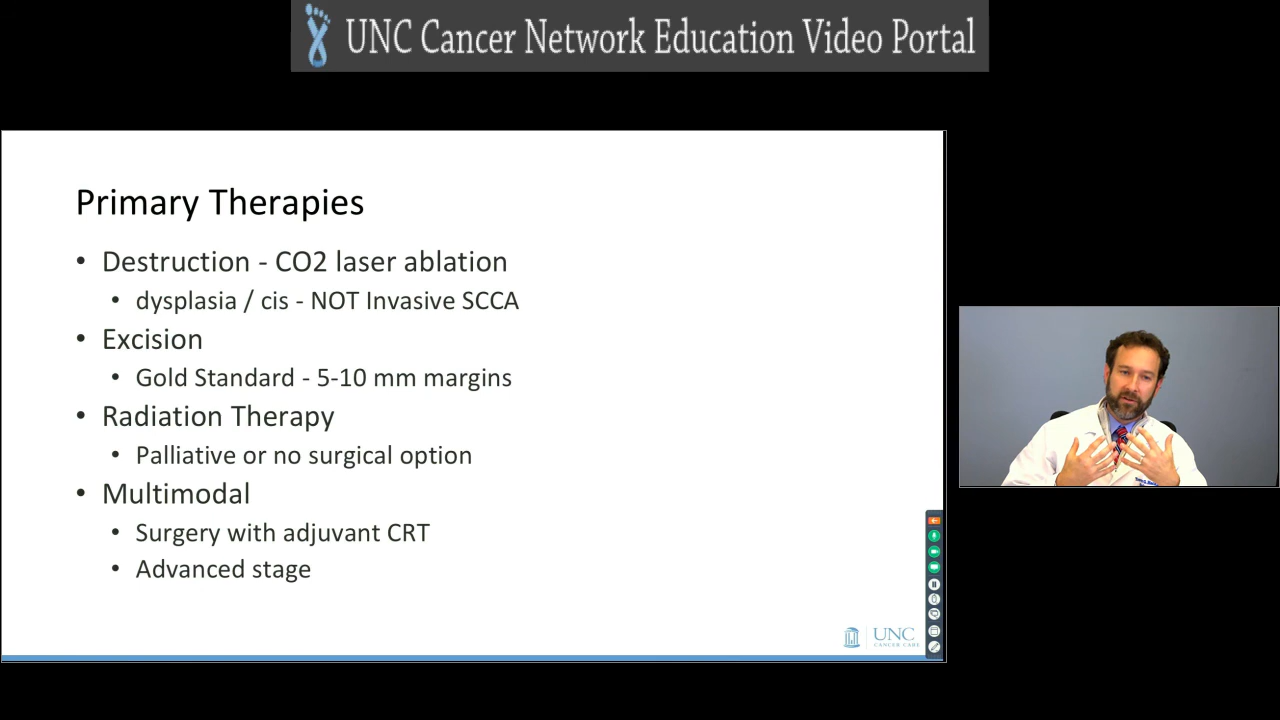 UNC Cancer Network Education Video Portal
Primary Therapies
• Destruction - CO2 laser ablation
• dysplasia / cis - NOT Invasive SCCA
• Excision
• Gold Standard - 5-10 mm margins
• Radiation Therapy
• Palliative or no surgical option
• Multimodal
• Surgery with adjuvant CRT
• Advanced stage
UNC
CANCER CARE